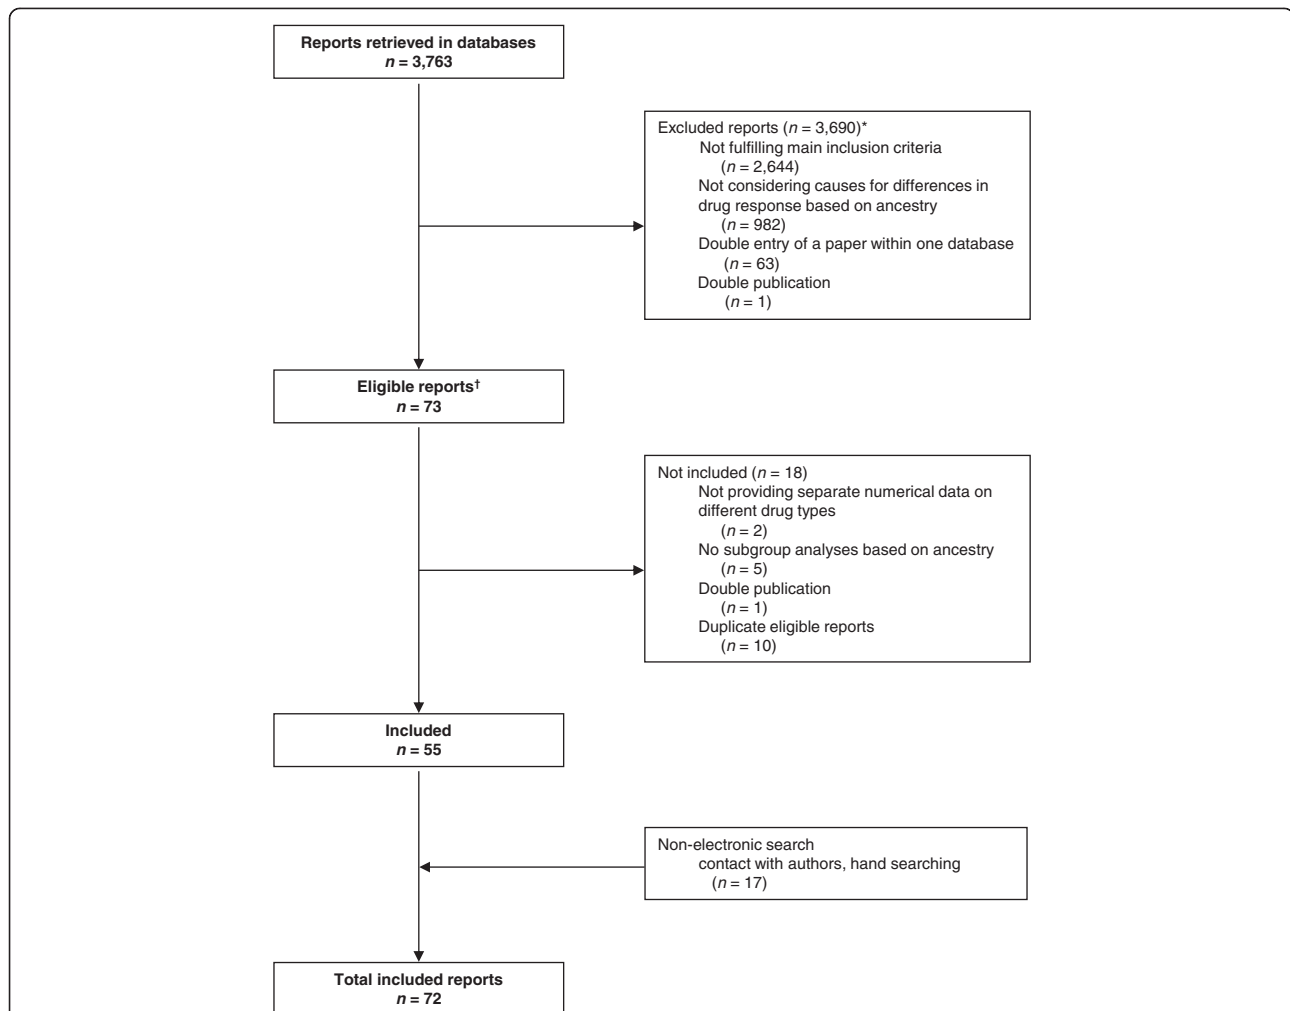 Reports retrieved in databases
n = 3,763
Excluded reports (n = 3,690)*
Not fulfilling main inclusion criteria
(n = 2,644)
Not considering causes for differences in
drug response based on ancestry
(n = 982)
Double entry of a paper within one database
(n = 63)
Double publication
(n = 1)
Eligible reports†
n = 73
Not included (n = 18)
Not providing separate numerical data on
different drug types
(n = 2)
No subgroup analyses based on ancestry
(n = 5)
Double publication
(n = 1)
Duplicate eligible reports
(n = 10)
Included
n = 55
Non-electronic search
contact with authors, hand searching
(n = 17)
Total included reports
n = 72